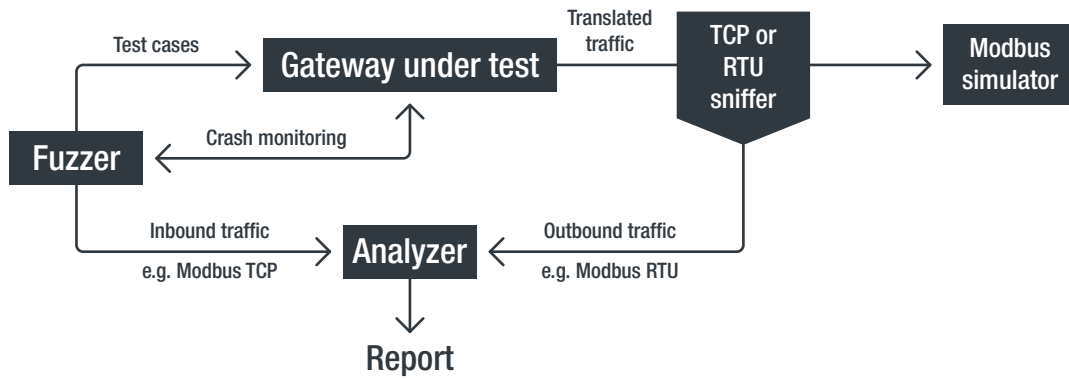 Test cases
Gateway under test
Translated
traffic
TCP or
RTU
sniffer
Modbus
simulator
Fuzzer
Crash monitoring
Inbound traffic
e.g. Modbus TCP
Analyzer
Outbound traffic
e.g. Modbus RTU
Report